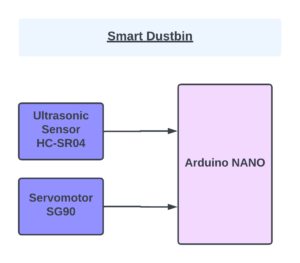 Smart Dustbin
Ultrasonic
Sensor
HC-SR04
Arduino NANO
Servomotor
SG90